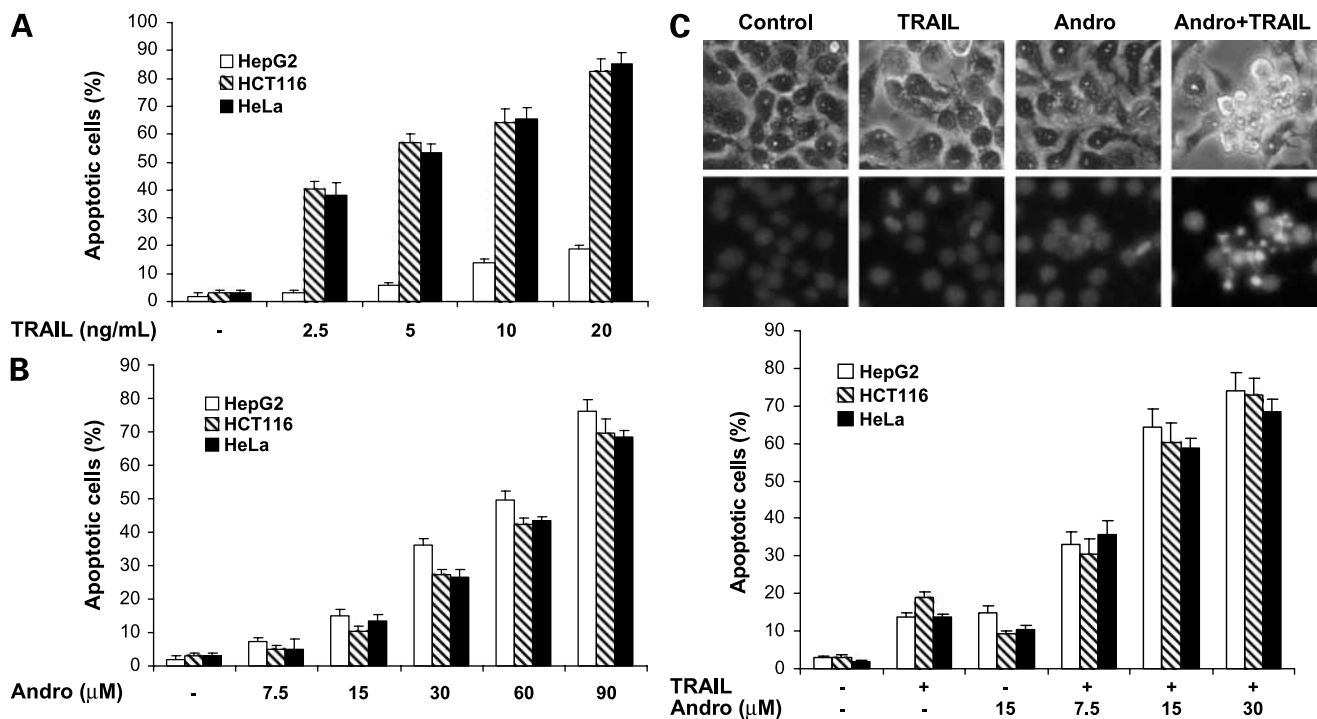 A
Apoptotic cells (%)
100
90
80
70
60
50
40
30
20
10
0
HepG2
HCT116
HeLa
TRAIL (ng/mL) - 2.5 5 10 20
B
Apoptotic cells (%)
90
80
70
60
50
40
30
20
10
0
HepG2
HCT116
HeLa
Andro (μM) - 7.5 15 30 60 90
C
Control TRAIL Andro Andro+TRAIL
Apoptotic cells (%)
90
80
70
60
50
40
30
20
10
0
HepG2
HCT116
HeLa
TRAIL - + - + + +
Andro (μM) - - 15 7.5 15 30